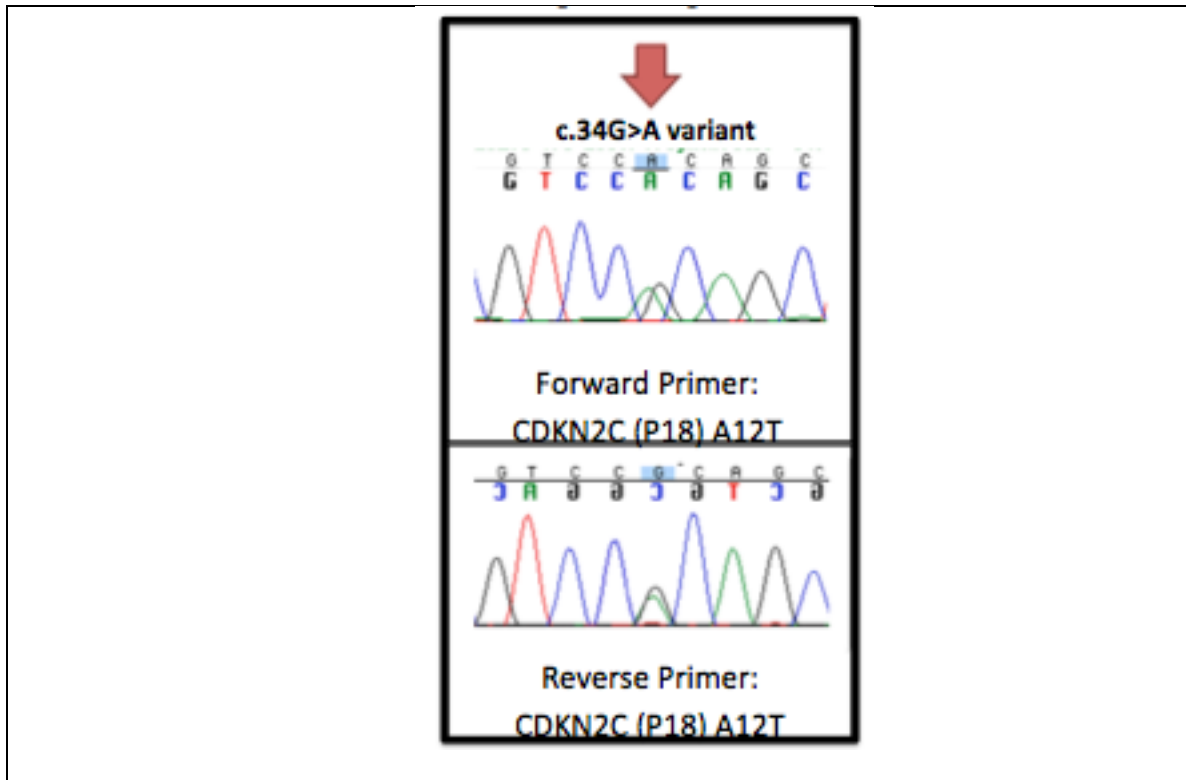 c.34G>A variant
G T C C A C A G C
G T C C A C A G C
Forward Primer:
CDKN2C (P18) A12T
G T C C G C A G C
C A G G C G T C G
Reverse Primer:
CDKN2C (P18) A12T